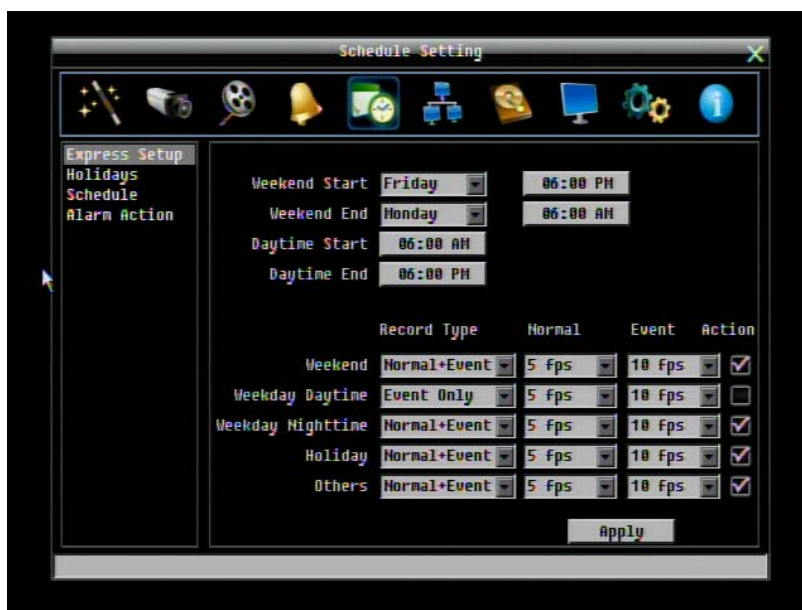 Schedule Setting
Express Setup
Holidays
Schedule
Alarm Action
Weekend Start Friday 06:00 PM
Weekend End Monday 06:00 AM
Daytime Start 06:00 AM
Daytime End 06:00 PM
Record Type Normal Event Action
Weekend Normal+Event 5 fps 10 fps
Weekday Daytime Event Only 5 fps 10 fps
Weekday Nighttime Normal+Event 5 fps 10 fps
Holiday Normal+Event 5 fps 10 fps
Others Normal+Event 5 fps 10 fps
Apply